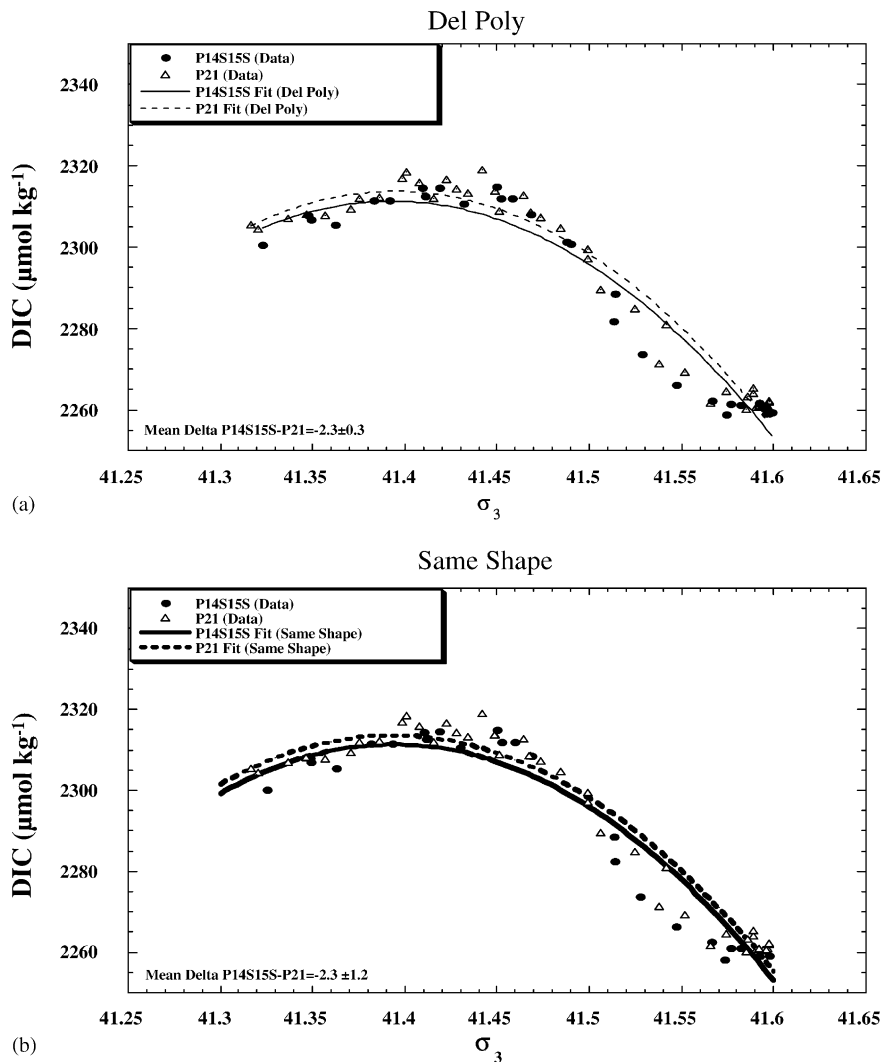 Del Poly
P14S15S (Data)
P21 (Data)
P14S15S Fit (Del Poly)
P21 Fit (Del Poly)
2340
2320
2300
2280
2260
DIC (µmol kg⁻¹)
Mean Delta P14S15S-P21=-2.3±0.3
41.25 41.3 41.35 41.4 41.45 41.5 41.55 41.6 41.65
(a)
σ₃
Same Shape
P14S15S (Data)
P21 (Data)
P14S15S Fit (Same Shape)
P21 Fit (Same Shape)
2340
2320
2300
2280
2260
DIC (µmol kg⁻¹)
Mean Delta P14S15S-P21=-2.3 ±1.2
41.25 41.3 41.35 41.4 41.45 41.5 41.55 41.6 41.65
(b)
σ₃